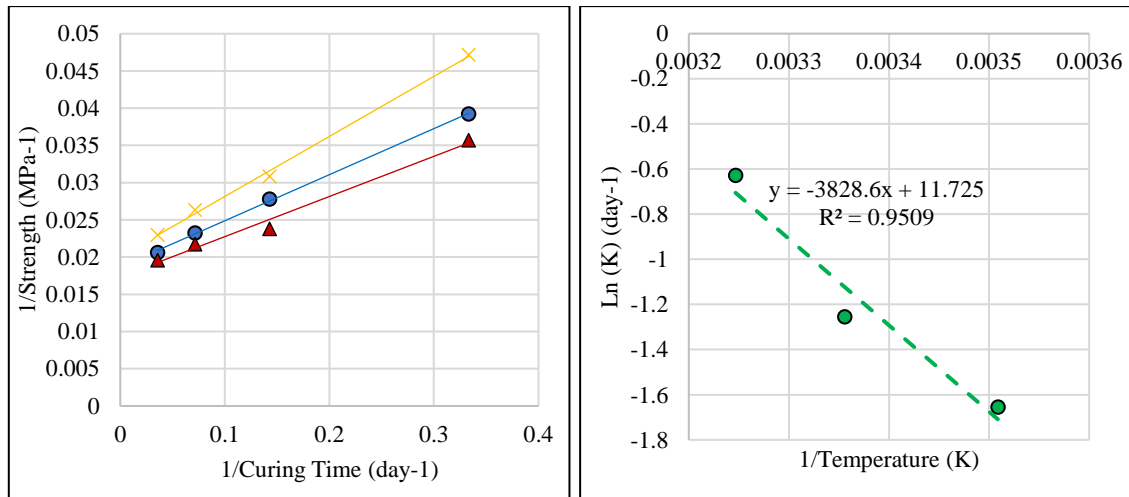 0.05
0.045
0.04
0.035
0.03
0.025
0.02
0.015
0.01
0.005
0
1/Strength (MPa-1)
0 0.1 0.2 0.3 0.4
1/Curing Time (day-1)
0
0.0032 0.0033 0.0034 0.0035 0.0036
-0.2
-0.4
-0.6
-0.8
-1
-1.2
-1.4
-1.6
-1.8
Ln (K) (day-1)
y = -3828.6x + 11.725
R² = 0.9509
1/Temperature (K)